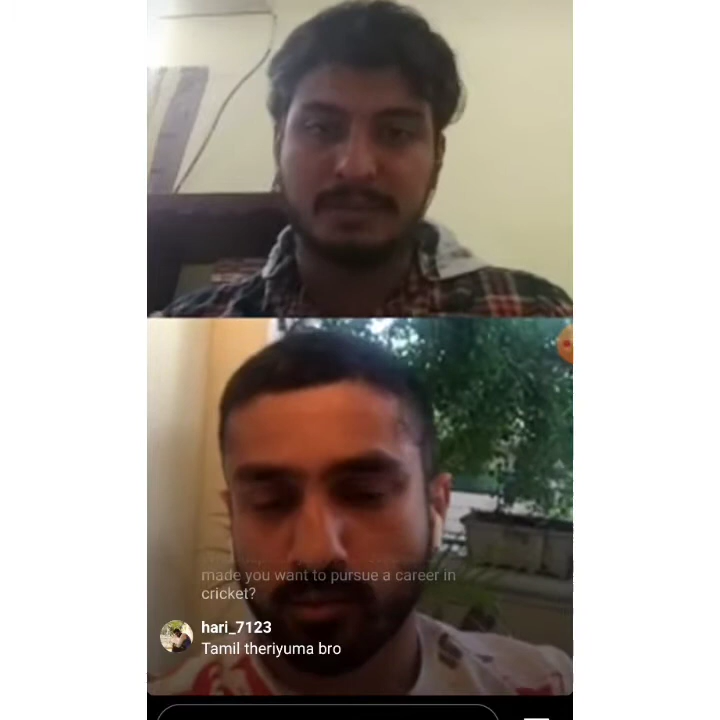 made you want to pursue a career in
cricket?
hari_7123
Tamil theriyuma bro